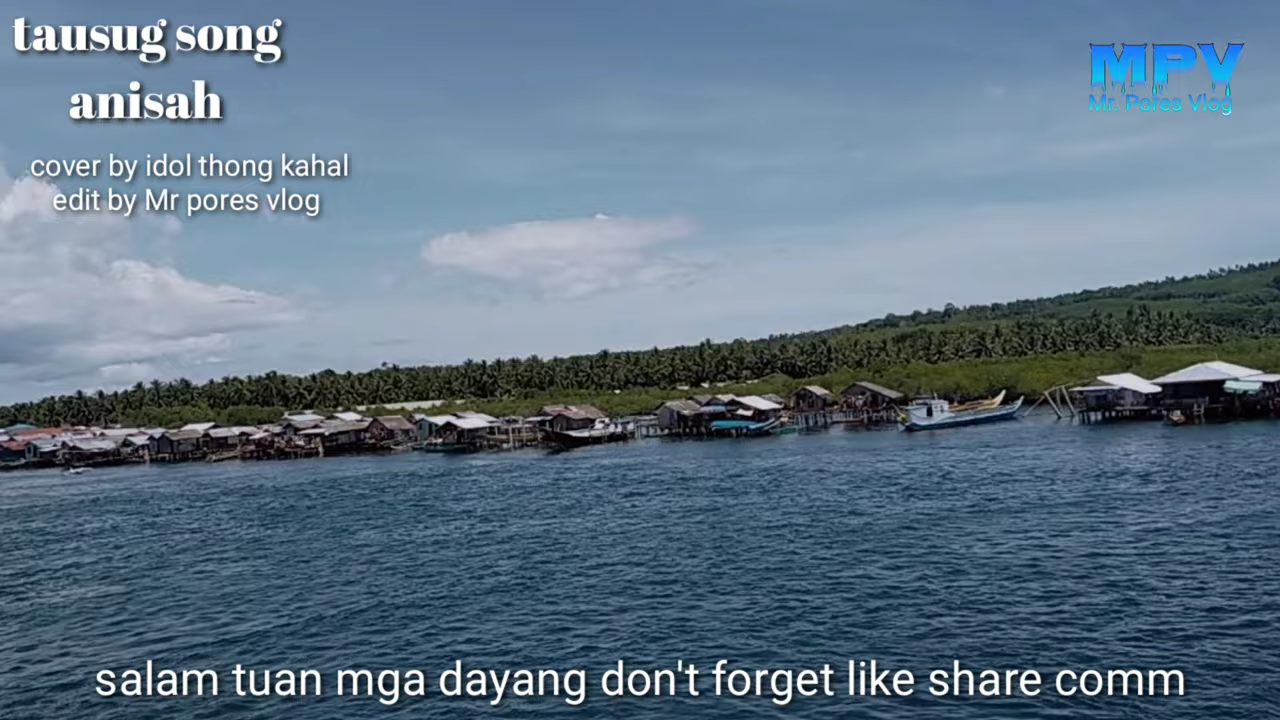 tausug song
anisah
cover by idol thong kahal
edit by Mr pores vlog
MPV
Mr. Pores Vlog
salam tuan mga dayang don't forget like share comm